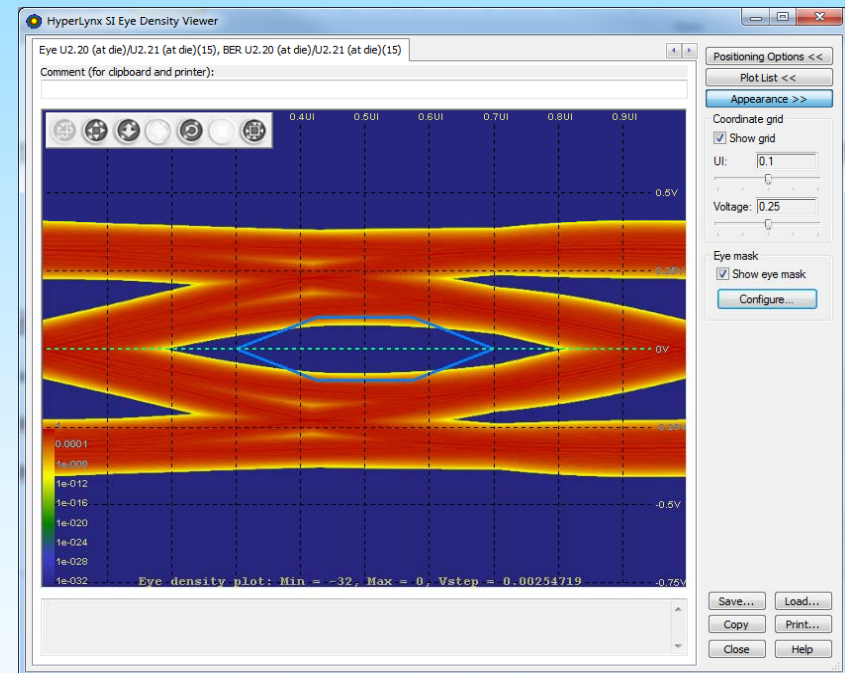 HyperLynx SI Eye Density Viewer
Eye U2.20 (at die)/U2.21 (at die)(15), BER U2.20 (at die)/U2.21 (at die)(15)
Comment (for clipboard and printer):
0.4UI 0.5UI 0.6UI 0.7UI 0.8UI 0.9UI
0.5V
0.25V
0V
-0.25V
0.0001
1e-008
1e-012
1e-016
-0.5V
1e-020
1e-024
1e-028
1e-032
Eye density plot: Min = -32, Max = 0, Vstep = 0.00254719
-0.75V
Positioning Options <<
Plot List <<
Appearance >>
Coordinate grid
Show grid
UI: 0.1
Voltage: 0.25
Eye mask
Show eye mask
Configure...
Save... Load...
Copy Print...
Close Help